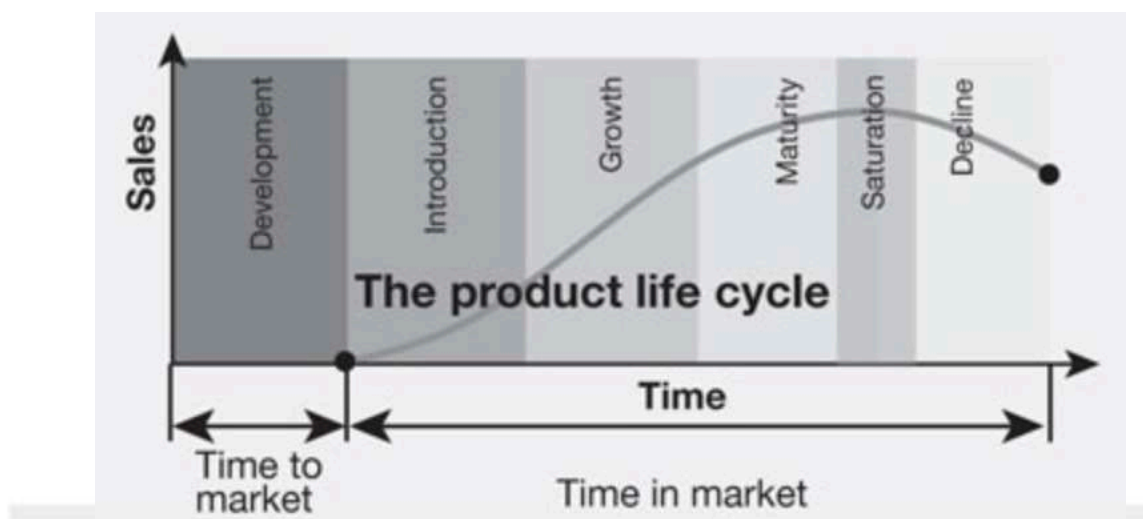 Sales
Development
Introduction
Growth
Maturity
Saturation
Decline
The product life cycle
Time
Time to
market
Time in market